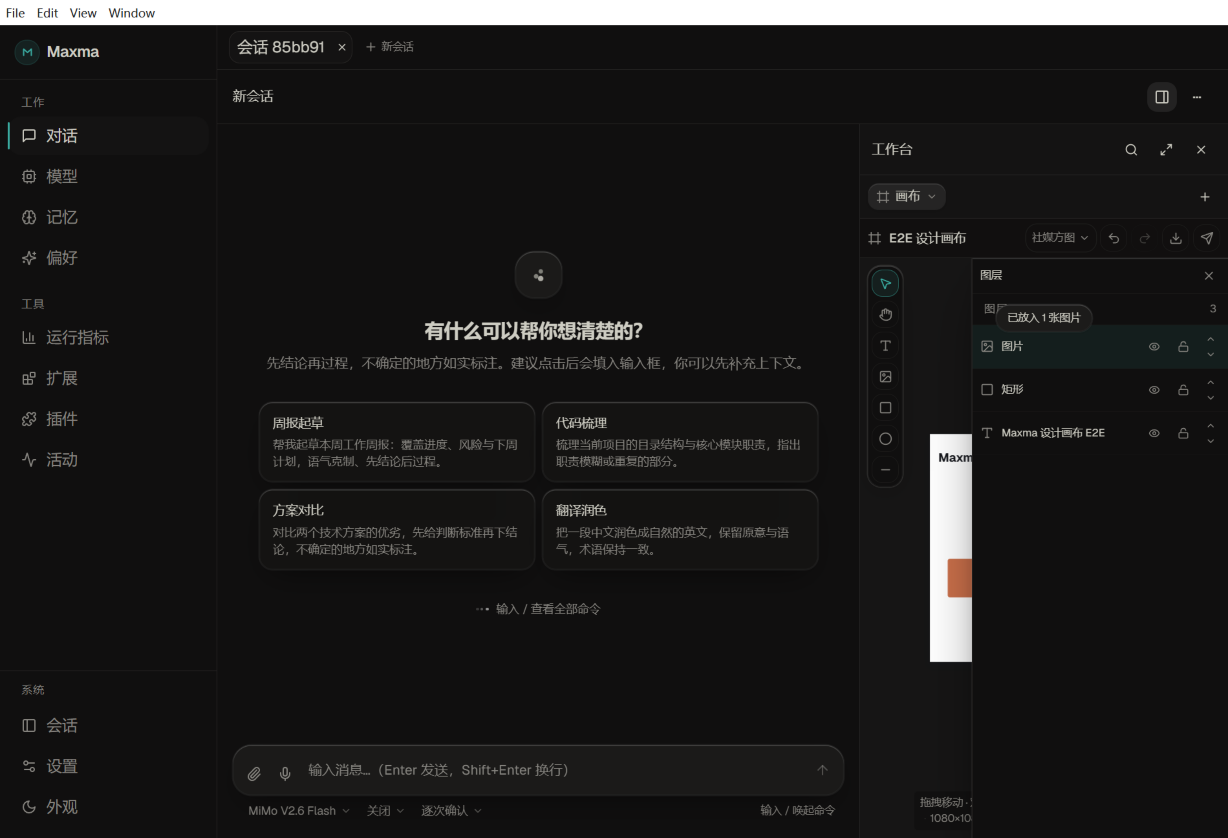 File Edit View Window
Maxma
会话 85bb91
新会话
工作
新会话
对话
模型
记忆
偏好
工具
运行指标
扩展
插件
活动
系统
会话
设置
外观
有什么可以帮你想清楚的?
先结论再过程，不确定的地方如实标注。建议点击后会填入输入框，你可以先补充上下文。
周报起草
帮我起草本周工作周报：覆盖进度、风险与下周
计划，语气克制、先结论后过程。
代码梳理
梳理当前项目的目录结构与核心模块职责，指出
职责模糊或重复的部分。
方案对比
对比两个技术方案的优劣，先给判断标准再下结
论，不确定的地方如实标注。
翻译润色
把一段中文润色成自然的英文，保留原意与语
气，术语保持一致。
输入 / 查看全部命令
输入消息... （Enter 发送，Shift+Enter 换行）
MiMo V2.6 Flash
关闭
逐次确认
输入 / 唤起命令
工作台
画布
E2E 设计画布
社媒方图
图层
3
已放入 1 张图片
图片
矩形
Maxma 设计画布 E2E
Maxm
拖拽移动 ·
1080×10